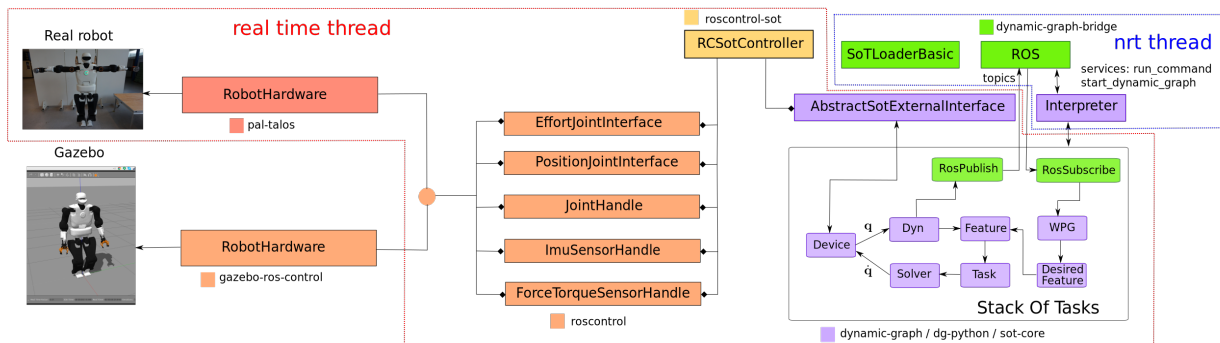 Real robot
real time thread
roscontrol-sot
dynamic-graph-bridge
nrt thread
RCSotController
SoTLoaderBasic
ROS
services: run_command
start_dynamic_graph
topics
RobotHardware
pal-talos
AbstractSotExternalInterface
Interpreter
EffortJointInterface
Gazebo
PositionJointInterface
RosPublish
RosSubscribe
JointHandle
q
Dyn
Feature
WPG
Device
RobotHardware
ImuSensorHandle
q̇
Solver
Task
Desired
Feature
gazebo-ros-control
ForceTorqueSensorHandle
Stack Of Tasks
roscontrol
dynamic-graph / dg-python / sot-core